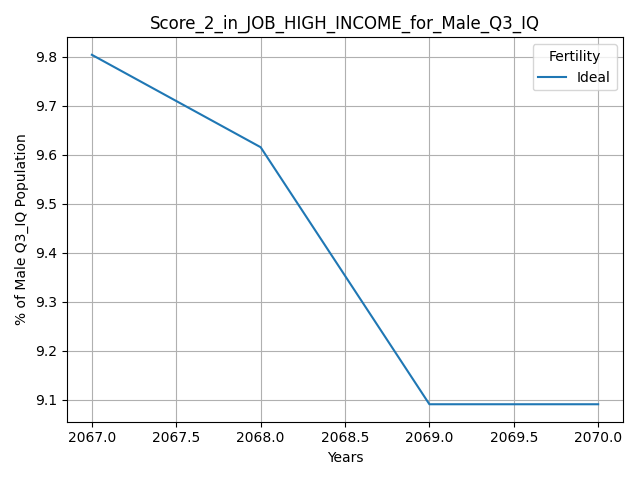 Score_2_in_JOB_HIGH_INCOME_for_Male_Q3_IQ
Fertility
Ideal
% of Male Q3_IQ Population
9.8
9.7
9.6
9.5
9.4
9.3
9.2
9.1
2067.0 2067.5 2068.0 2068.5 2069.0 2069.5 2070.0
Years